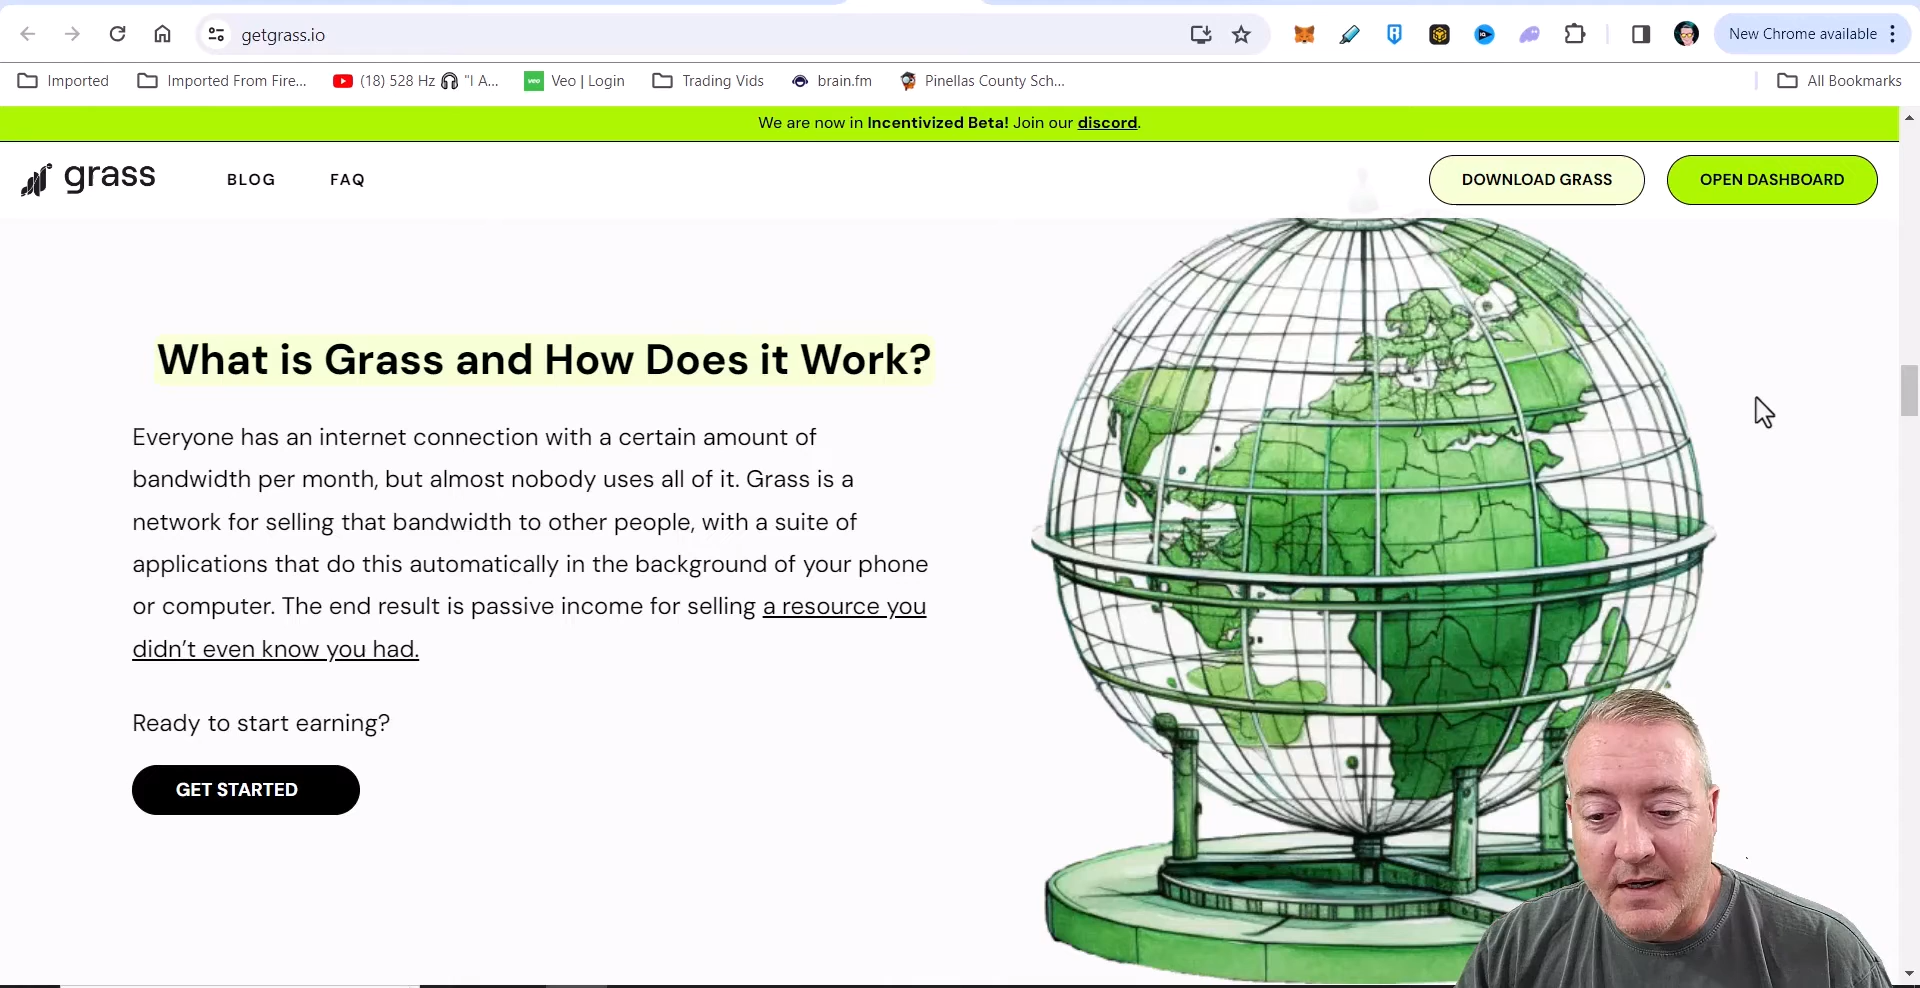 getgrass.io
New Chrome available
Imported
Imported From Fire...
(18) 528 Hz 🎧 "I A...
veo
Veo | Login
Trading Vids
brain.fm
Pinellas County Sch...
All Bookmarks
We are now in Incentivized Beta! Join our discord.
grass
BLOG
FAQ
DOWNLOAD GRASS
OPEN DASHBOARD
What is Grass and How Does it Work?
Everyone has an internet connection with a certain amount of
bandwidth per month, but almost nobody uses all of it. Grass is a
network for selling that bandwidth to other people, with a suite of
applications that do this automatically in the background of your phone
or computer. The end result is passive income for selling a resource you
didn’t even know you had.
Ready to start earning?
GET STARTED